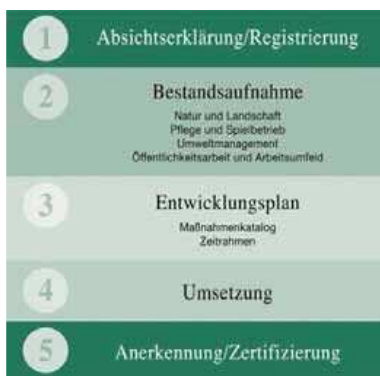 1 Absichtserklärung/Registrierung
2 Bestandsaufnahme
Natur und Landschaft
Pflege und Spielbetrieb
Umweltmanagement
Öffentlichkeitsarbeit und Arbeitsumfeld
3 Entwicklungsplan
Maßnahmenkatalog
Zeitrahmen
4 Umsetzung
5 Anerkennung/Zertifizierung